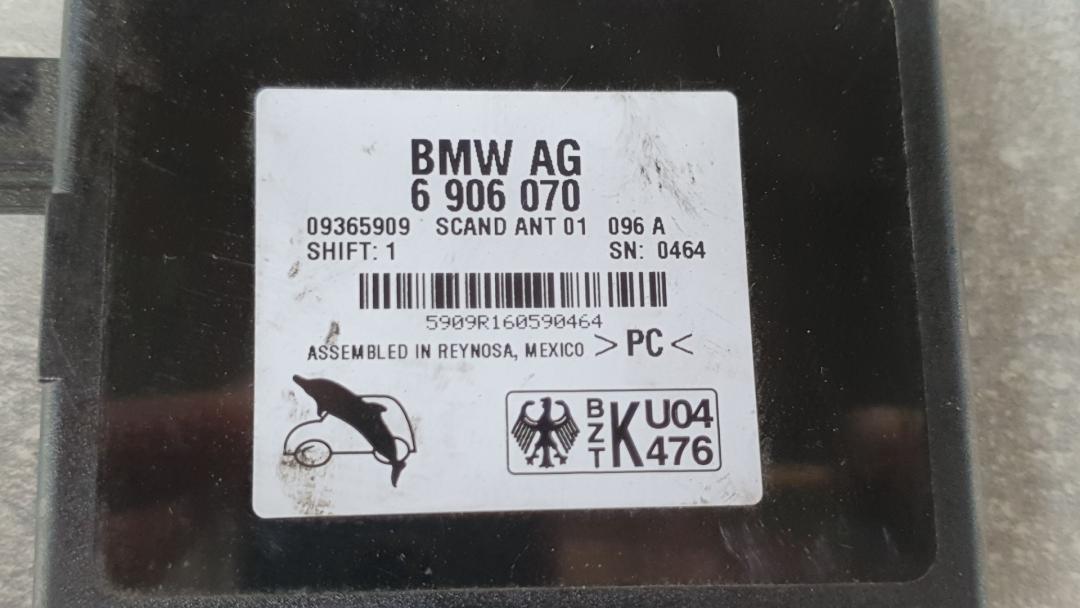 BMW AG
6 906 070
09365909 SCAND ANT 01 096 A
SHIFT: 1 SN: 0464
5909R160590464
ASSEMBLED IN REYNOSA, MEXICO >PC<
BZT K U04 476